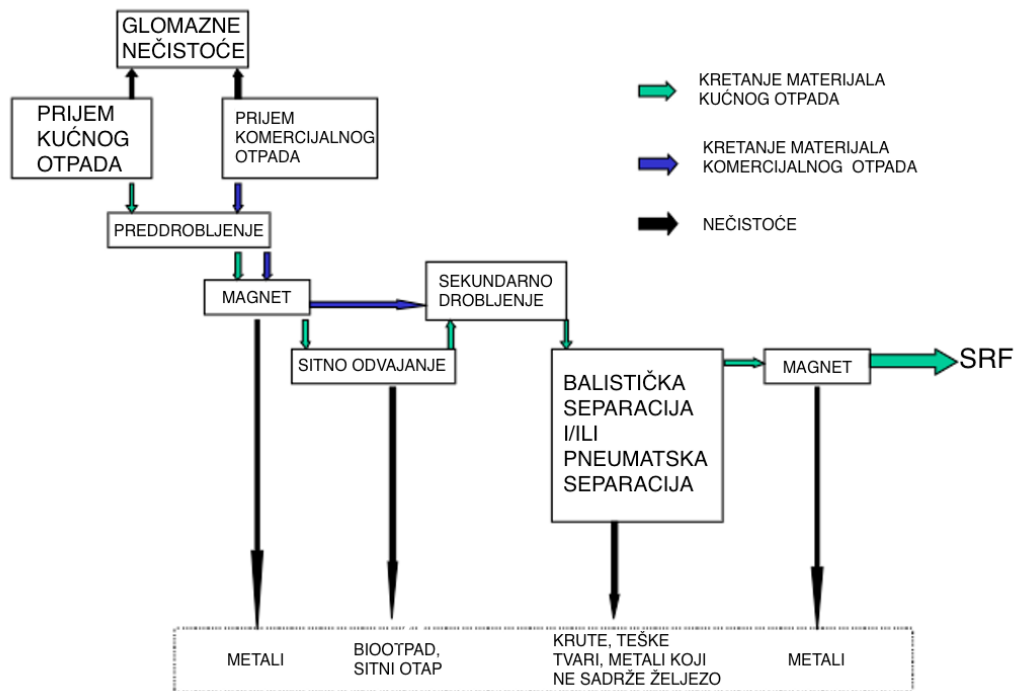 GLOMAZNE
NEČISTOĆE
PRIJEM
KUĆNOG
OTPADA
PRIJEM
KOMERCIJALNOG
OTPADA
KRETANJE MATERIJALA
KUĆNOG OTPADA
KRETANJE MATERIJALA
KOMERCIJALNOG OTPADA
NEČISTOĆE
PREDDROBLJENJE
MAGNET
SEKUNDARNO
DROBLJENJE
SITNO ODVAJANJE
BALISTIČKA
SEPARACIJA
I/ILI
PNEUMATSKA
SEPARACIJA
MAGNET
SRF
METALI
BIOOTPAD,
SITNI OTAP
KRUTE, TEŠKE
TVARI, METALI KOJI
NE SADRŽE ŽELJEZO
METALI